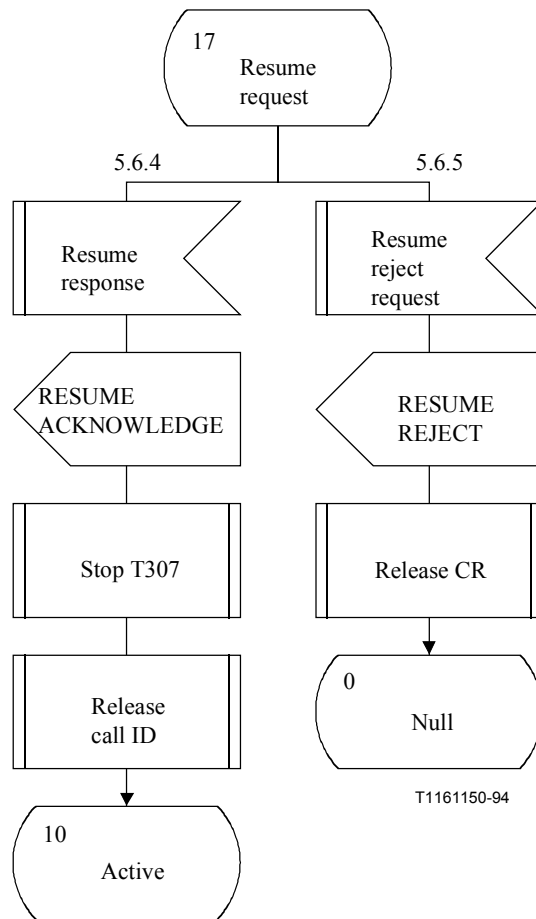 17
Resume
request
5.6.4
5.6.5
Resume
response
Resume
reject
request
RESUME
ACKNOWLEDGE
RESUME
REJECT
Stop T307
Release CR
Release
call ID
0
Null
T1161150-94
10
Active